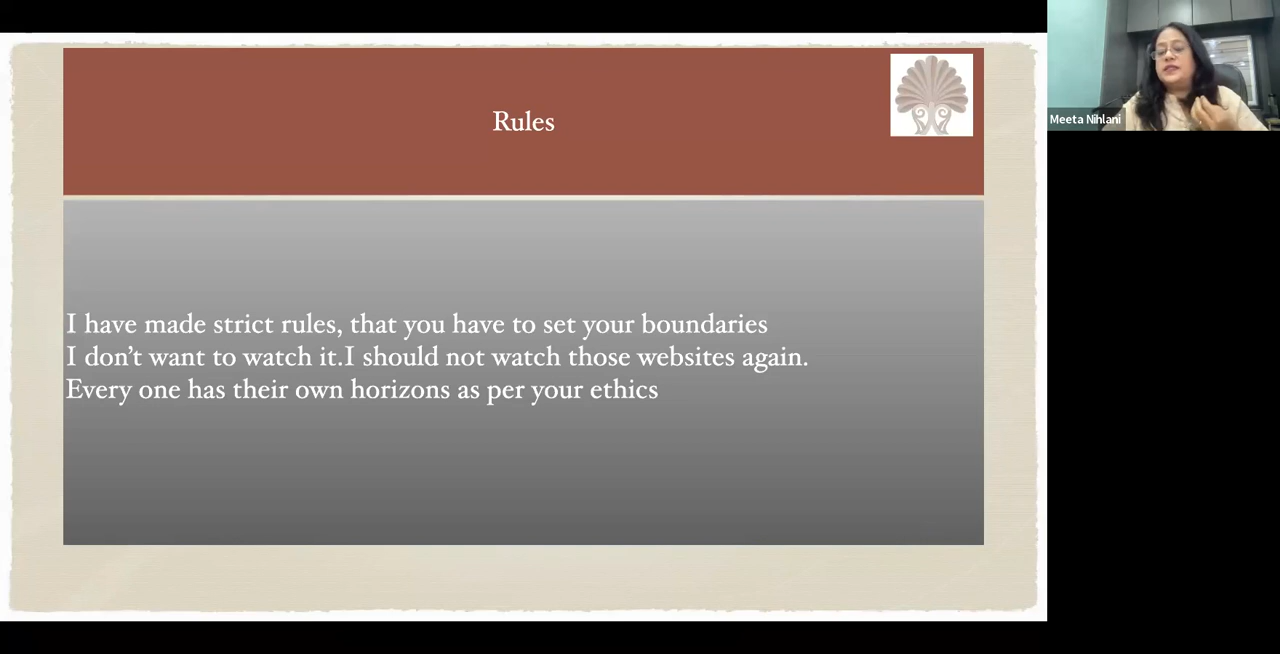 Rules
I have made strict rules, that you have to set your boundaries
I don't want to watch it.I should not watch those websites again.
Every one has their own horizons as per your ethics
Meeta Nihlani